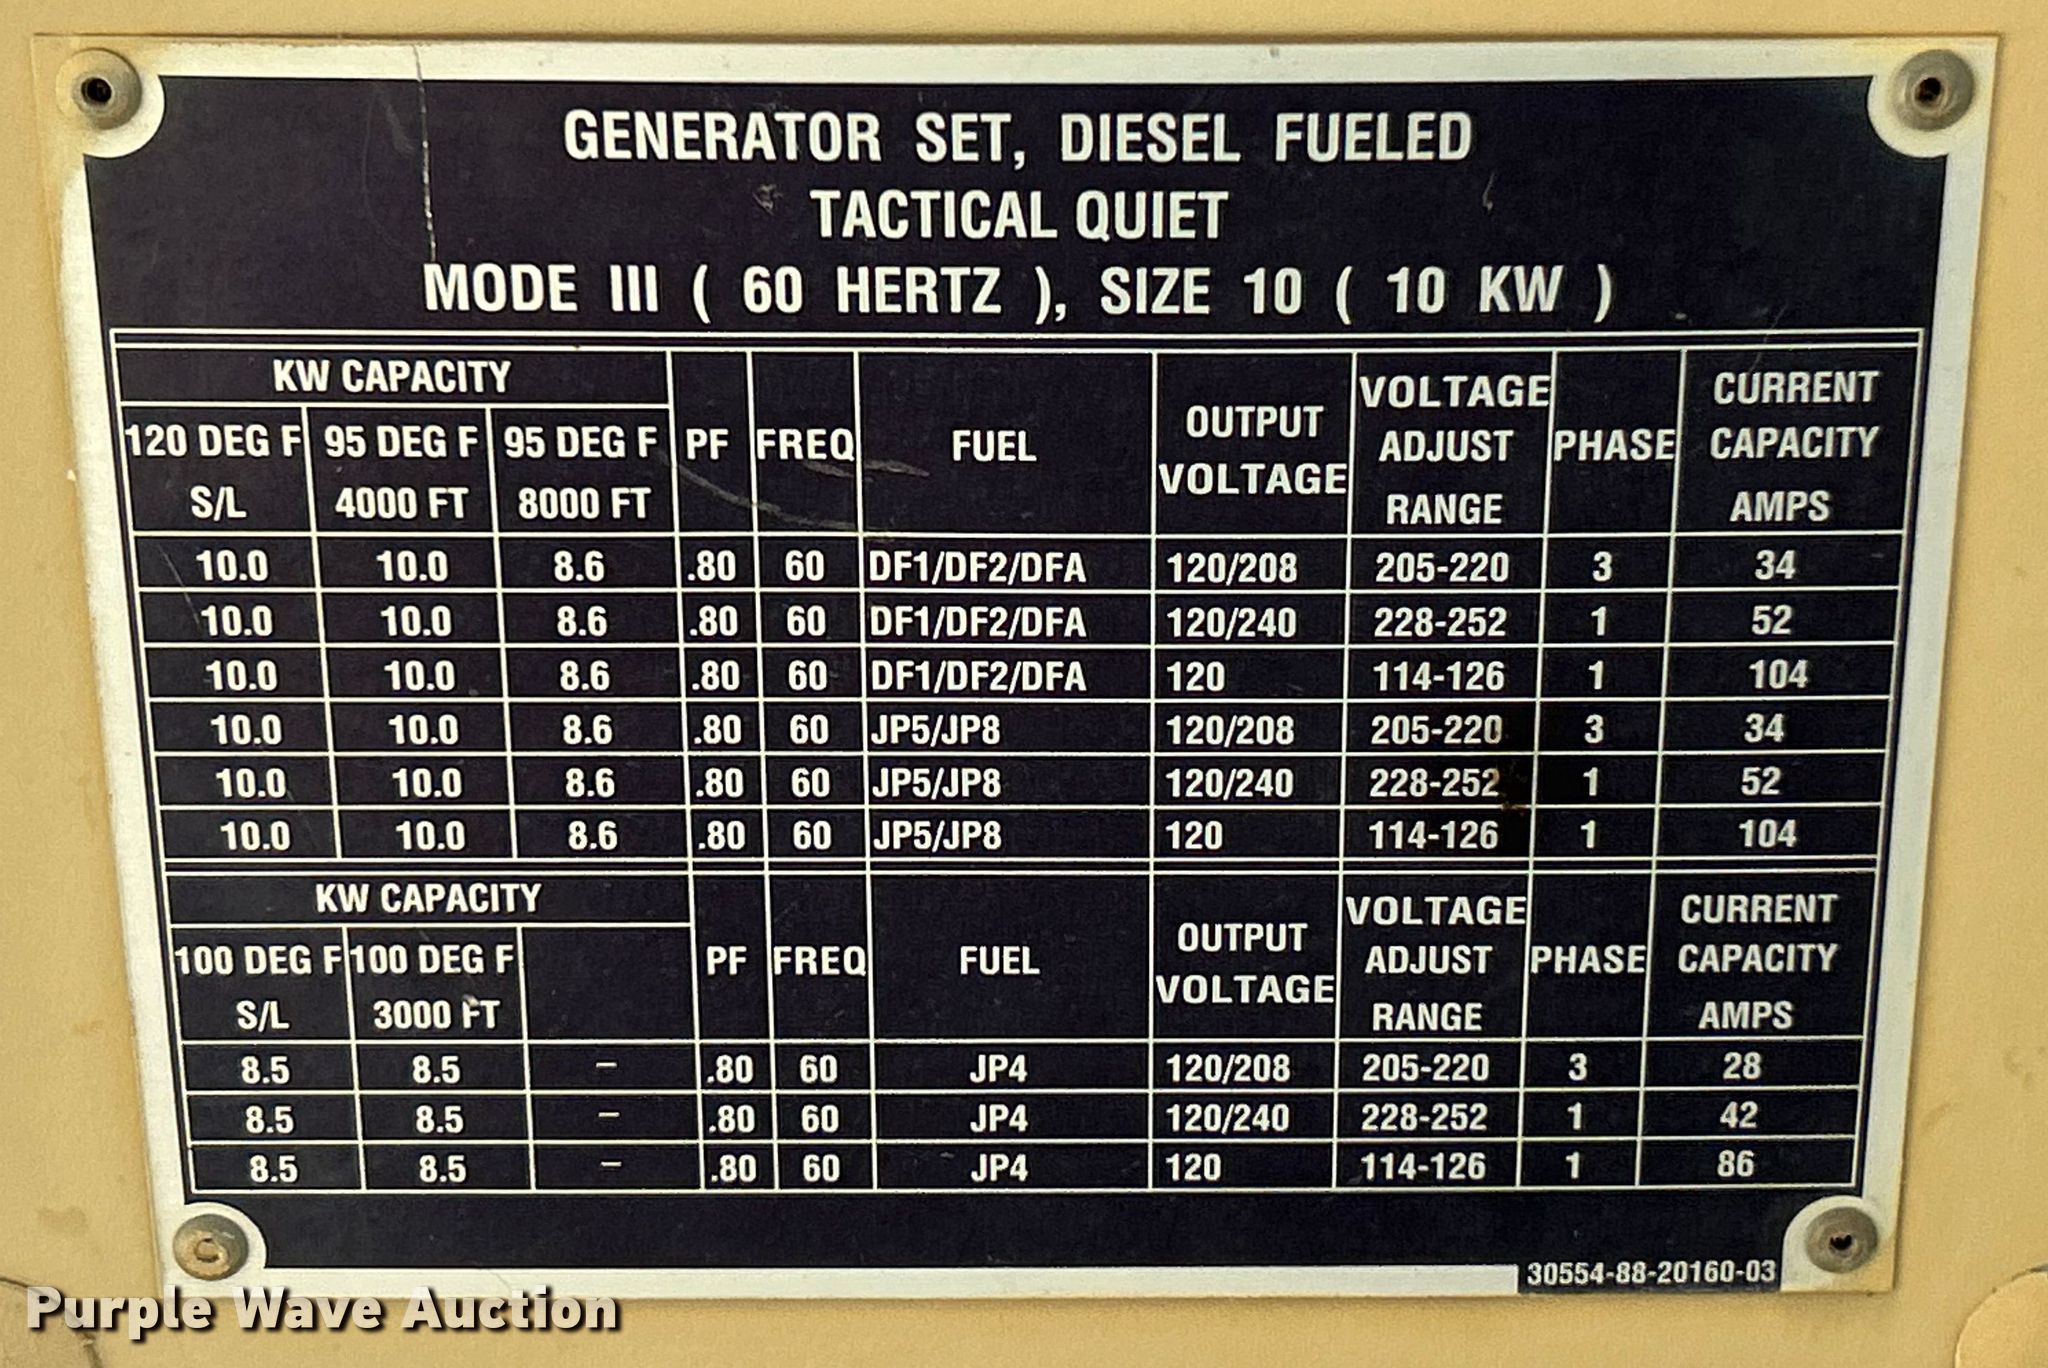 GENERATOR SET, DIESEL FUELED
TACTICAL QUIET
MODE III ( 60 HERTZ ), SIZE 10 ( 10 KW )
KW CAPACITY
120 DEG F S/L 95 DEG F 4000 FT 95 DEG F 8000 FT PF FREQ FUEL OUTPUT VOLTAGE VOLTAGE ADJUST RANGE PHASE CURRENT CAPACITY AMPS
10.0 10.0 8.6 .80 60 DF1/DF2/DFA 120/208 205-220 3 34
10.0 10.0 8.6 .80 60 DF1/DF2/DFA 120/240 228-252 1 52
10.0 10.0 8.6 .80 60 DF1/DF2/DFA 120 114-126 1 104
10.0 10.0 8.6 .80 60 JP5/JP8 120/208 205-220 3 34
10.0 10.0 8.6 .80 60 JP5/JP8 120/240 228-252 1 52
10.0 10.0 8.6 .80 60 JP5/JP8 120 114-126 1 104
KW CAPACITY
100 DEG F S/L 100 DEG F 3000 FT PF FREQ FUEL OUTPUT VOLTAGE VOLTAGE ADJUST RANGE PHASE CURRENT CAPACITY AMPS
8.5 8.5 – .80 60 JP4 120/208 205-220 3 28
8.5 8.5 – .80 60 JP4 120/240 228-252 1 42
8.5 8.5 – .80 60 JP4 120 114-126 1 86
30554-88-20160-03
Purple Wave Auction